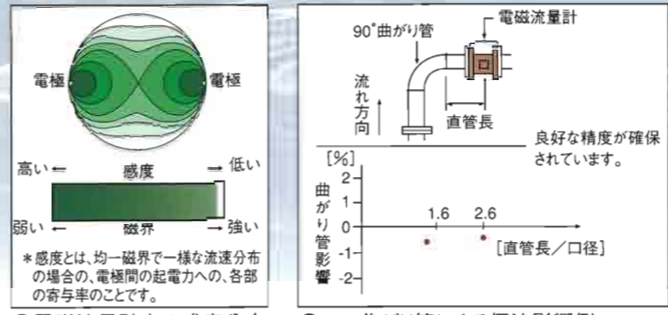 電極
電極
高い ← 感度 → 低い
弱い ← 磁界 → 強い
＊感度とは、均一磁界で一様な流速分布
の場合の、電極間の起電力への、各部
の寄与率のことです。
90°曲がり管
電磁流量計
流れ方向
直管長
良好な精度が確保
されています。
[%]
曲がり管影響
2
1
0
-1
-2
1.6
2.6
[直管長／口径]